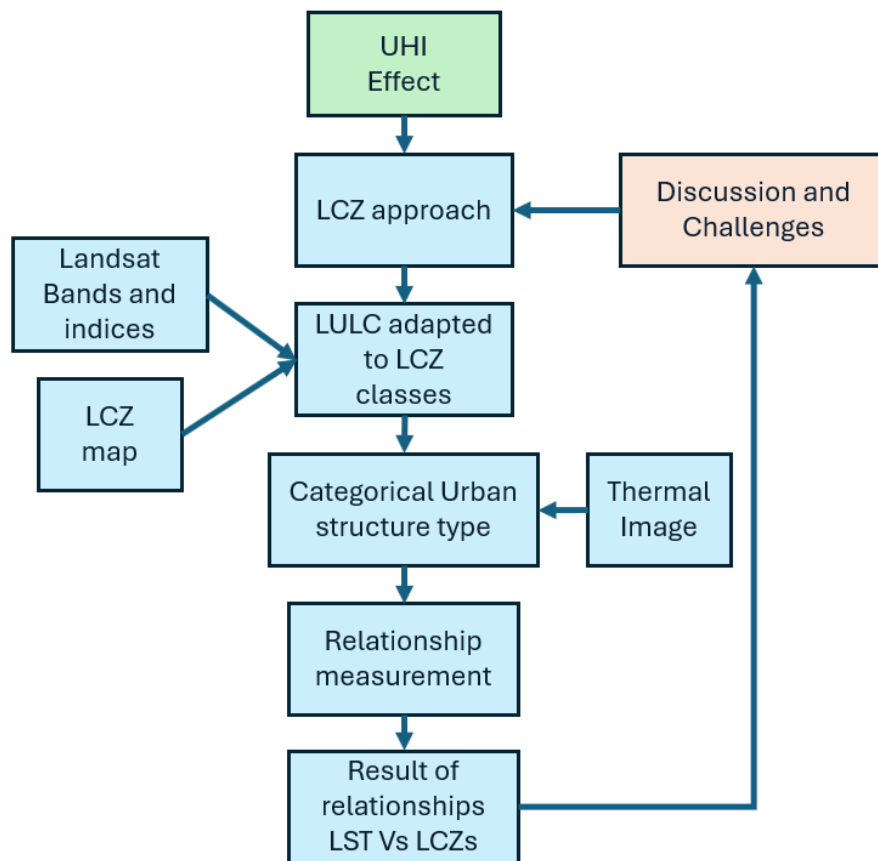 UHI
Effect
LCZ approach
Discussion and
Challenges
Landsat
Bands and
indices
LULC adapted
to LCZ
classes
LCZ
map
Categorical Urban
structure type
Thermal
Image
Relationship
measurement
Result of
relationships
LST Vs LCZs